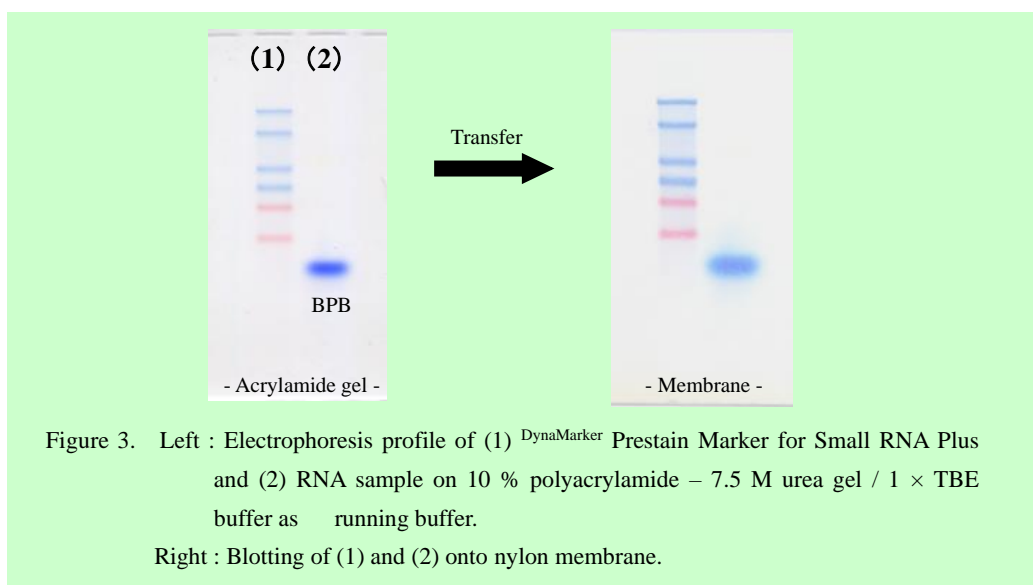 (1) (2)
Transfer
BPB
- Acrylamide gel -
- Membrane -
Figure 3. Left : Electrophoresis profile of (1) DynaMarker Prestain Marker for Small RNA Plus
and (2) RNA sample on 10 % polyacrylamide – 7.5 M urea gel / 1 × TBE
buffer as running buffer.
Right : Blotting of (1) and (2) onto nylon membrane.